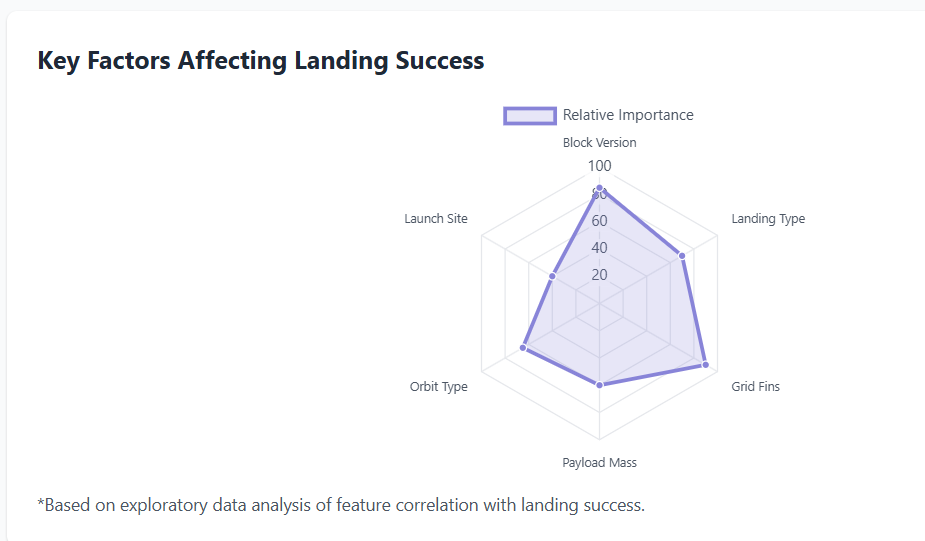 Key Factors Affecting Landing Success
Relative Importance
Block Version
100
80
60
40
20
Launch Site
Landing Type
Orbit Type
Grid Fins
Payload Mass
*Based on exploratory data analysis of feature correlation with landing success.